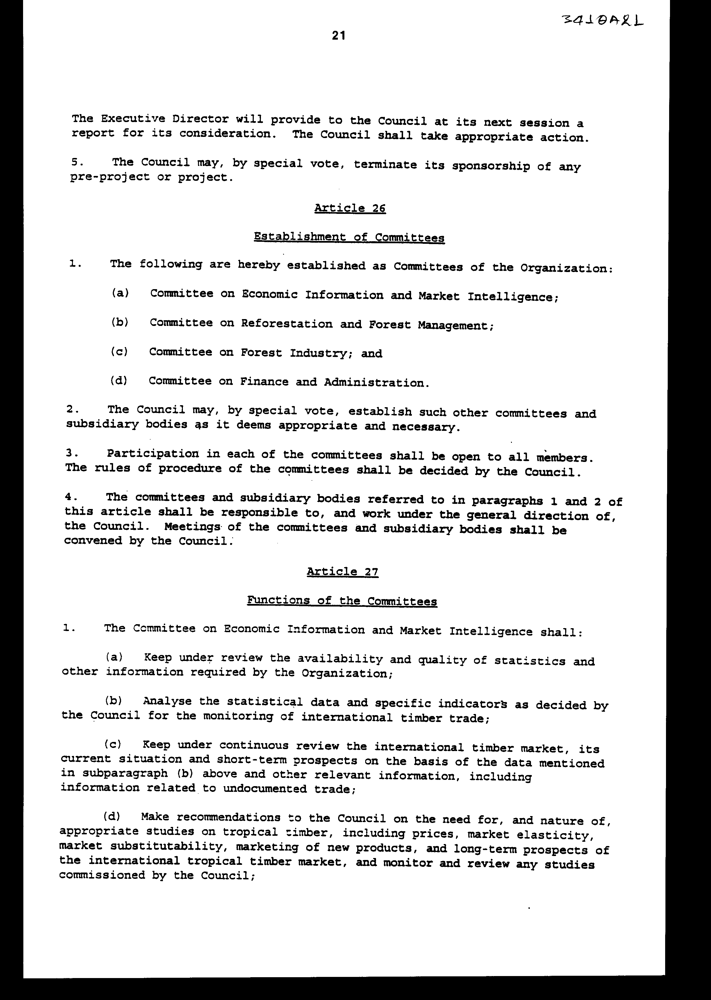 3410A2L
21
The Executive Director will provide to the Council at its next session a
report for its consideration. The Council shall take appropriate action.
5. The Council may, by special vote, terminate its sponsorship of any
pre-project or project.
Article 26
Establishment of Committees
1. The following are hereby established as Committees of the Organization:
(a) Committee on Economic Information and Market Intelligence;
(b) Committee on Reforestation and Forest Management;
(c) Committee on Forest Industry; and
(d) Committee on Finance and Administration.
2. The Council may, by special vote, establish such other committees and
subsidiary bodies as it deems appropriate and necessary.
3. Participation in each of the committees shall be open to all members.
The rules of procedure of the committees shall be decided by the Council.
4. The committees and subsidiary bodies referred to in paragraphs 1 and 2 of
this article shall be responsible to, and work under the general direction of,
the Council. Meetings of the committees and subsidiary bodies shall be
convened by the Council.
Article 27
Functions of the Committees
1. The Committee on Economic Information and Market Intelligence shall:
(a) Keep under review the availability and quality of statistics and
other information required by the Organization;
(b) Analyse the statistical data and specific indicators as decided by
the Council for the monitoring of international timber trade;
(c) Keep under continuous review the international timber market, its
current situation and short-term prospects on the basis of the data mentioned
in subparagraph (b) above and other relevant information, including
information related to undocumented trade;
(d) Make recommendations to the Council on the need for, and nature of,
appropriate studies on tropical timber, including prices, market elasticity,
market substitutability, marketing of new products, and long-term prospects of
the international tropical timber market, and monitor and review any studies
commissioned by the Council;